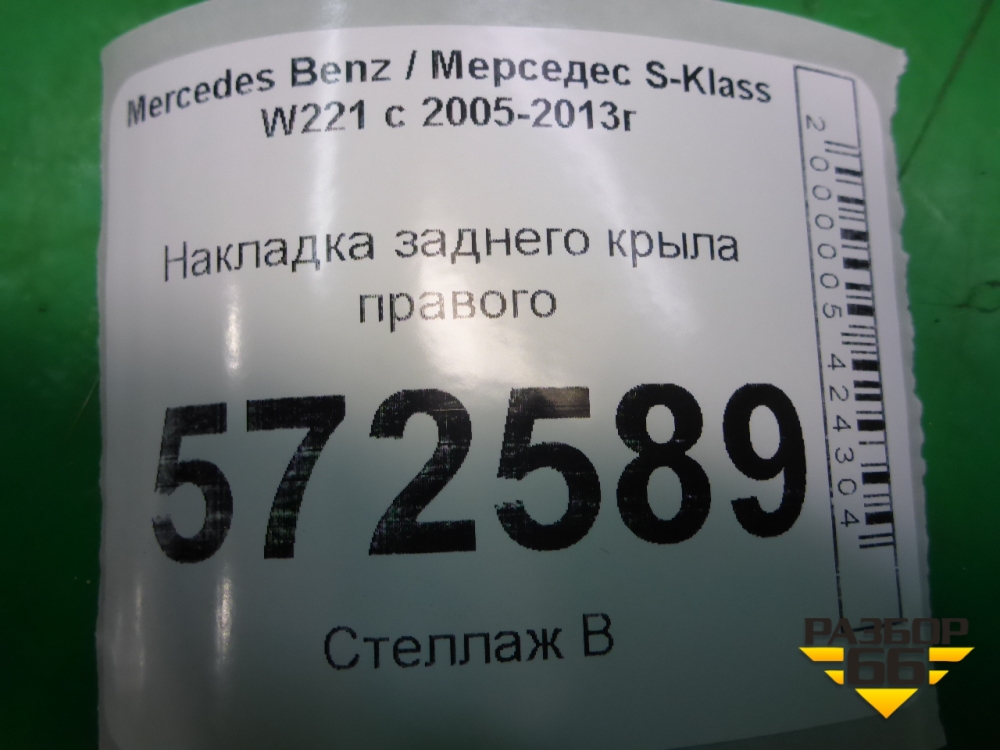 Mercedes Benz / Мерседес S-Klass
W221 с 2005-2013г
Накладка заднего крыла
правого
572589
Стеллаж В
2000005424304
РАЗБОР
66